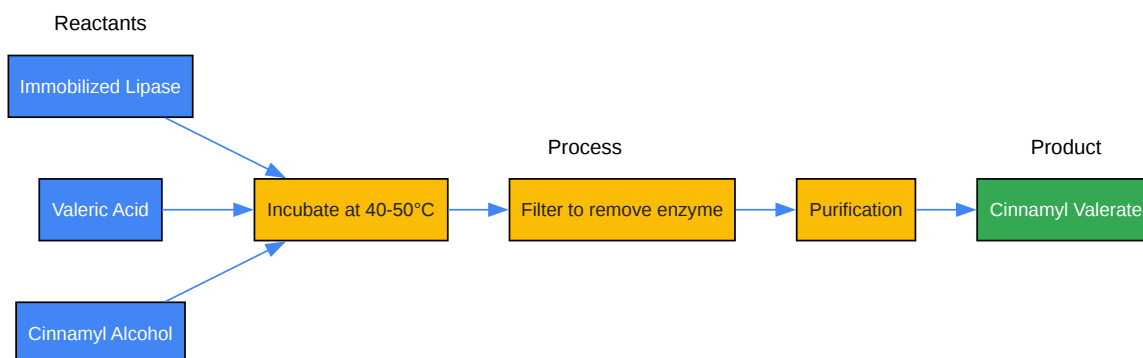 Reactants
Immobilized Lipase
Process
Product
Valeric Acid
Incubate at 40-50°C
Filter to remove enzyme
Purification
Cinnamyl Valerate
Cinnamyl Alcohol